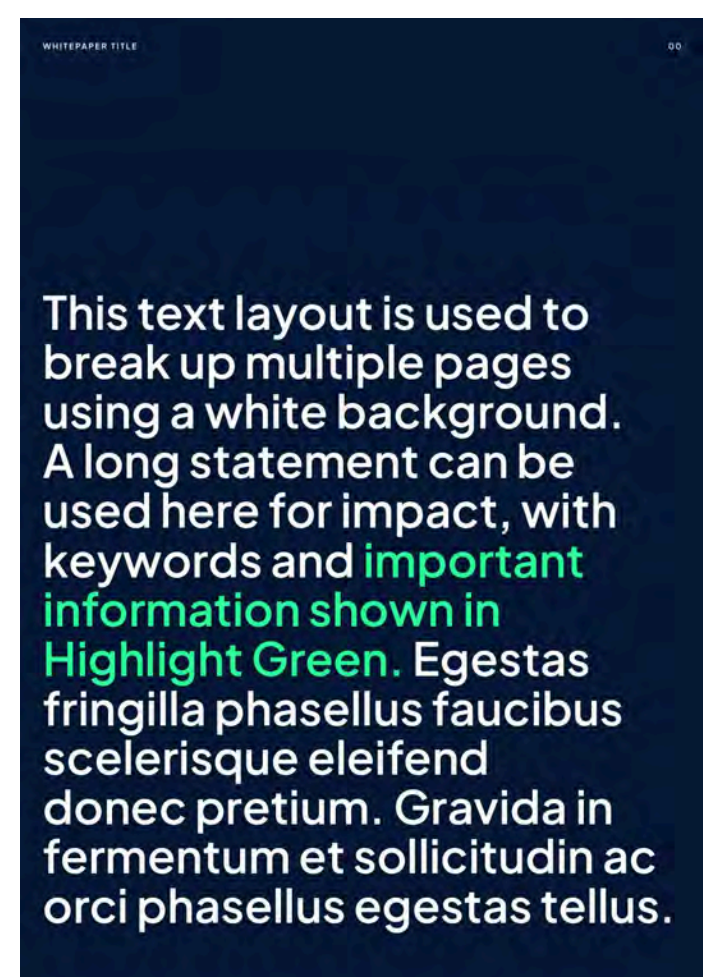 WHITEPAPER TITLE
00
This text layout is used to
break up multiple pages
using a white background.
A long statement can be
used here for impact, with
keywords and important
information shown in
Highlight Green. Egestas
fringilla phasellus faucibus
scelerisque eleifend
donec pretium. Gravida in
fermentum et sollicitudin ac
orci phasellus egestas tellus.